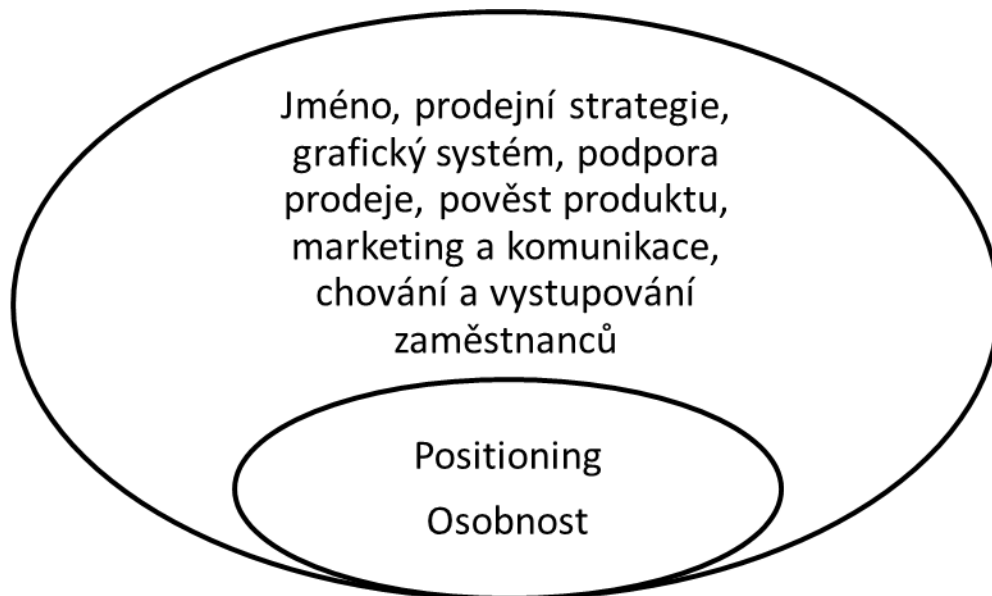 Jméno, prodejní strategie,
grafický systém, podpora
prodeje, pověst produktu,
marketing a komunikace,
chování a vystupování
zaměstnanců
Positioning
Osobnost